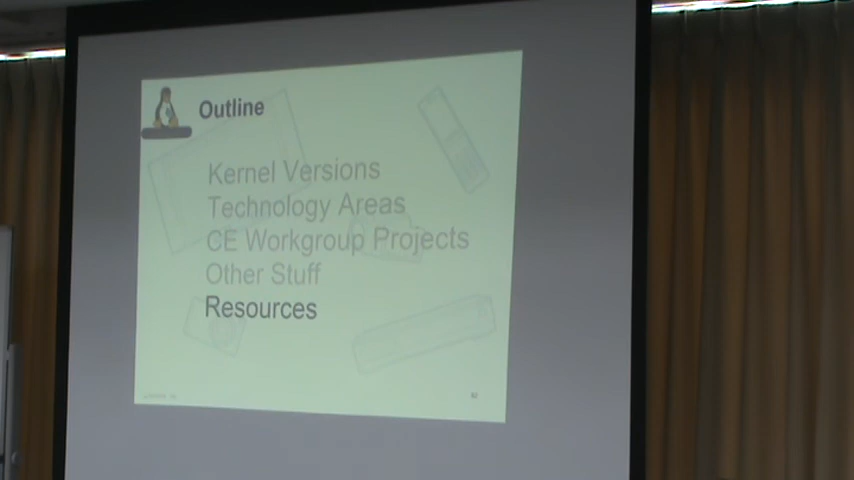 Outline
Kernel Versions
Technology Areas
CE Workgroup Projects
Other Stuff
Resources